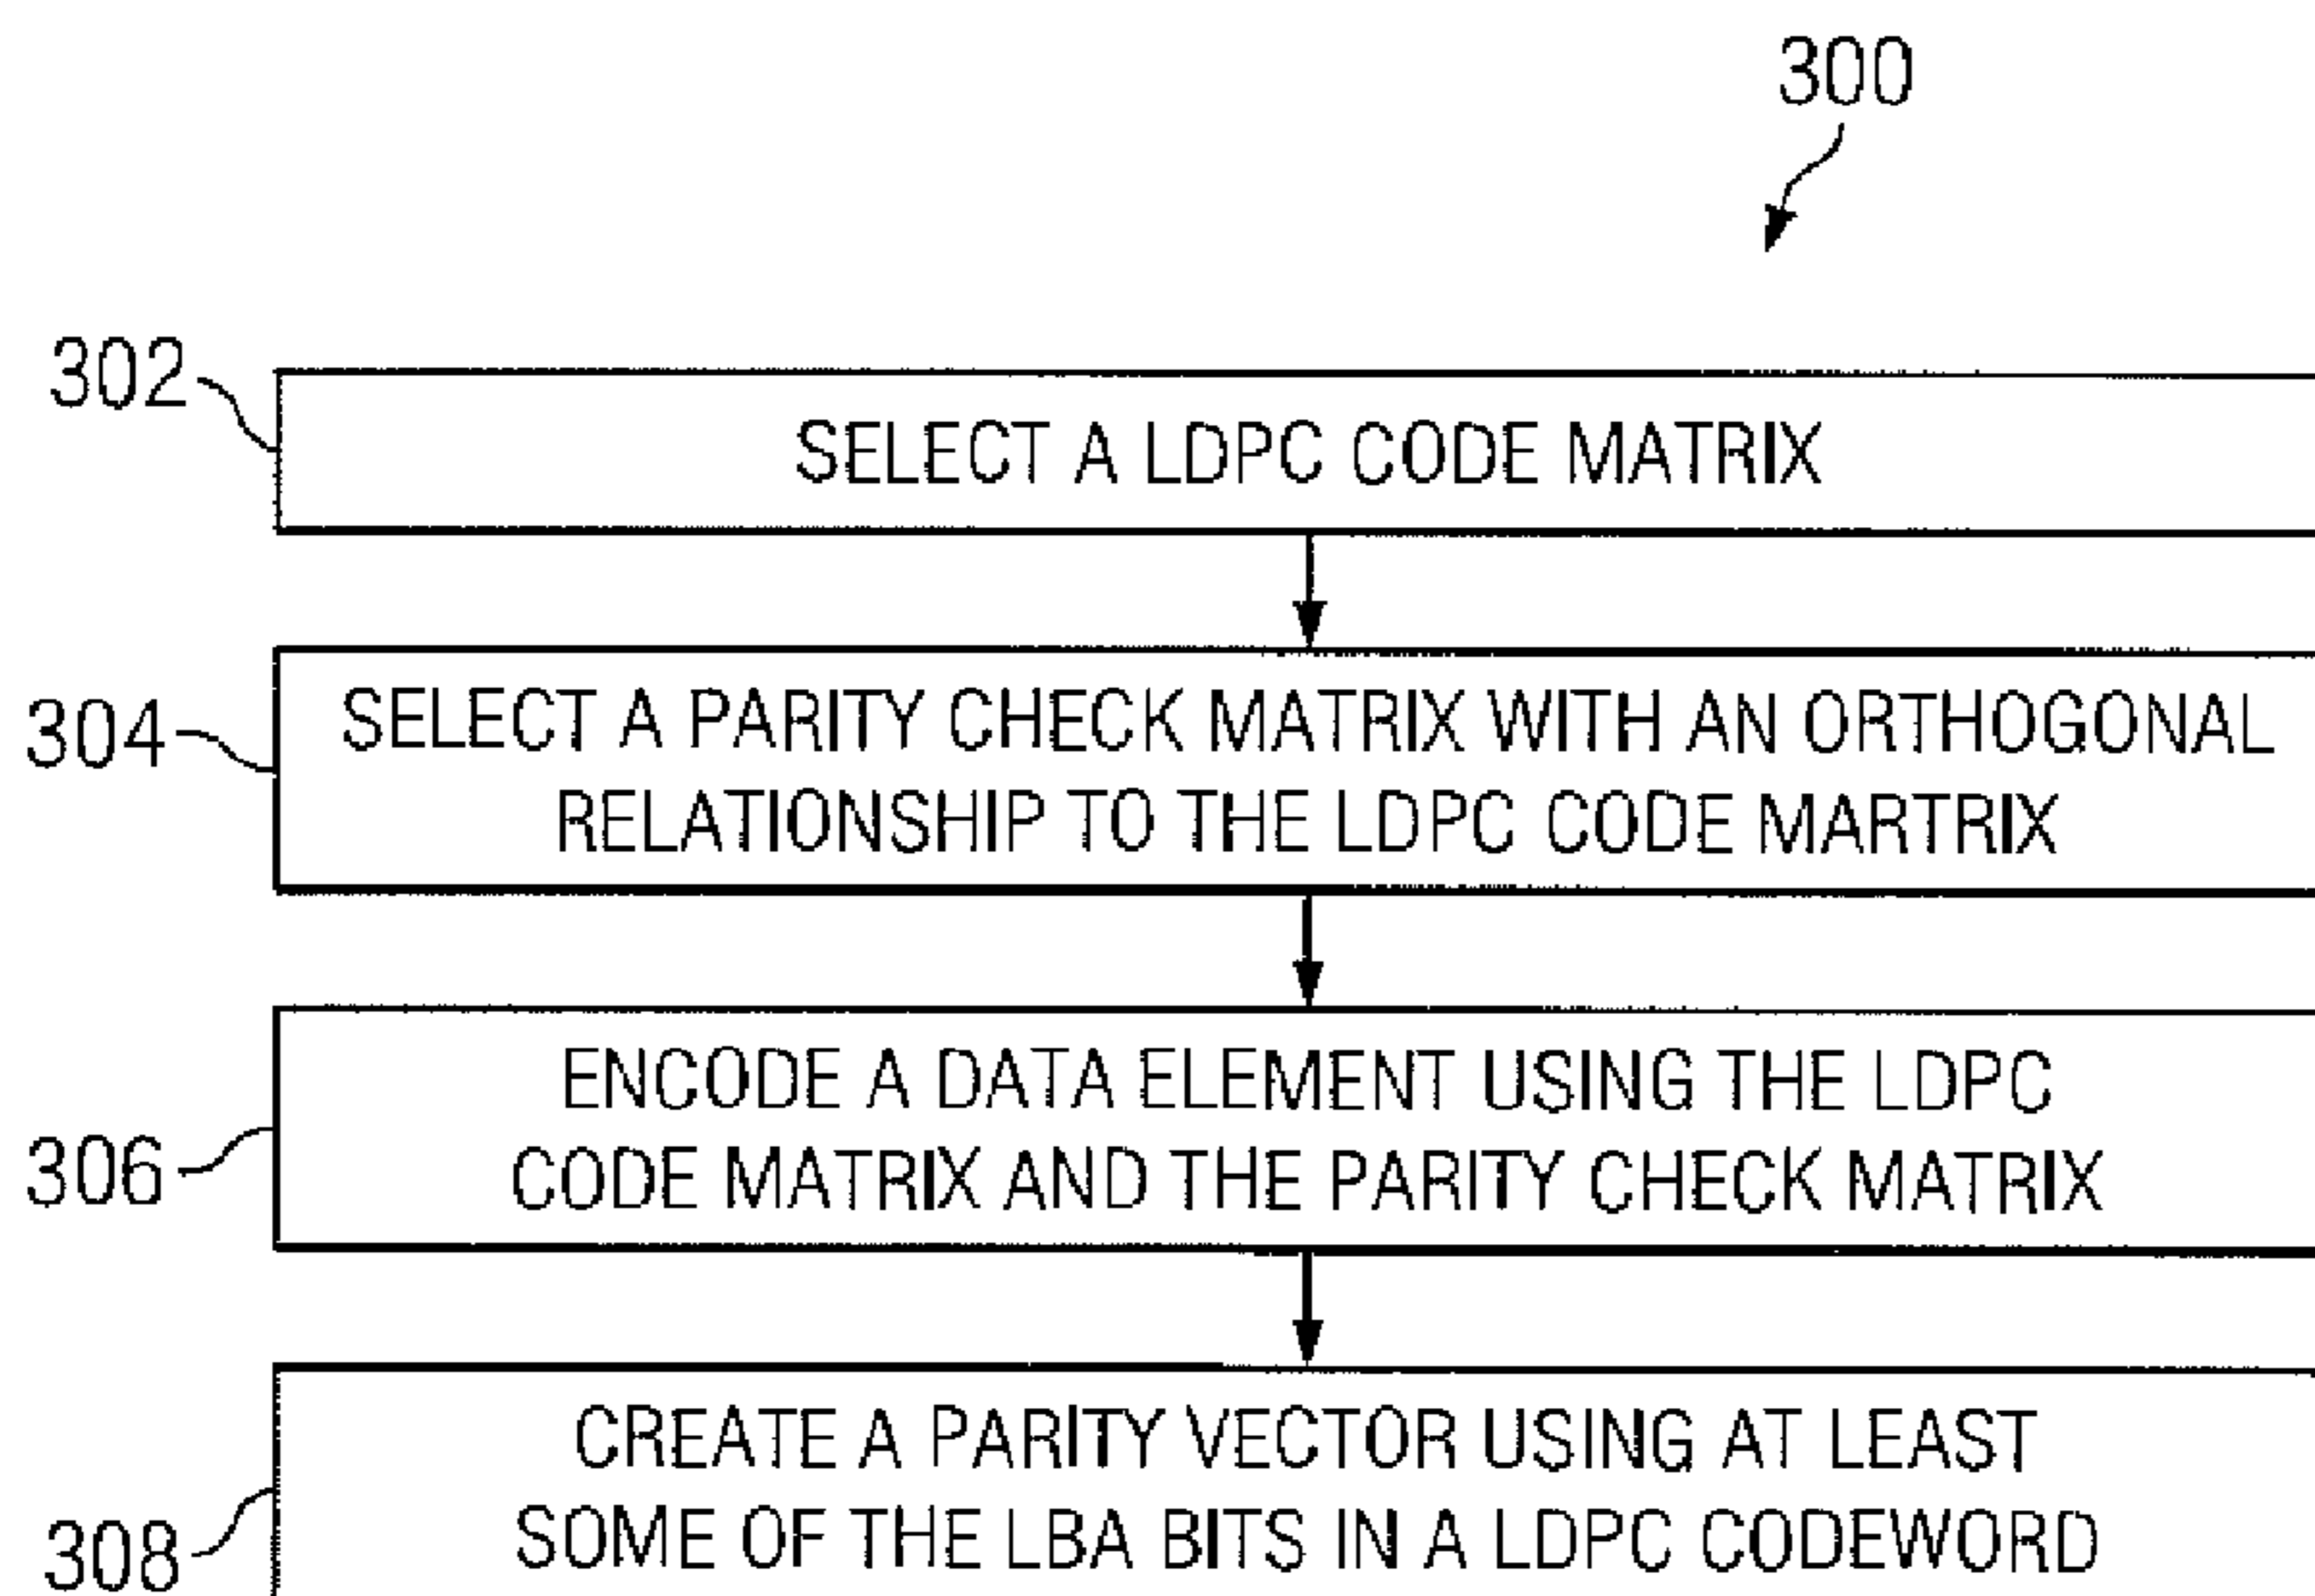 300
302
SELECT A LDPC CODE MATRIX
304
SELECT A PARITY CHECK MATRIX WITH AN ORTHOGONAL
RELATIONSHIP TO THE LDPC CODE MARTRIX
306
ENCODE A DATA ELEMENT USING THE LDPC
CODE MATRIX AND THE PARITY CHECK MATRIX
308
CREATE A PARITY VECTOR USING AT LEAST
SOME OF THE LBA BITS IN A LDPC CODEWORD